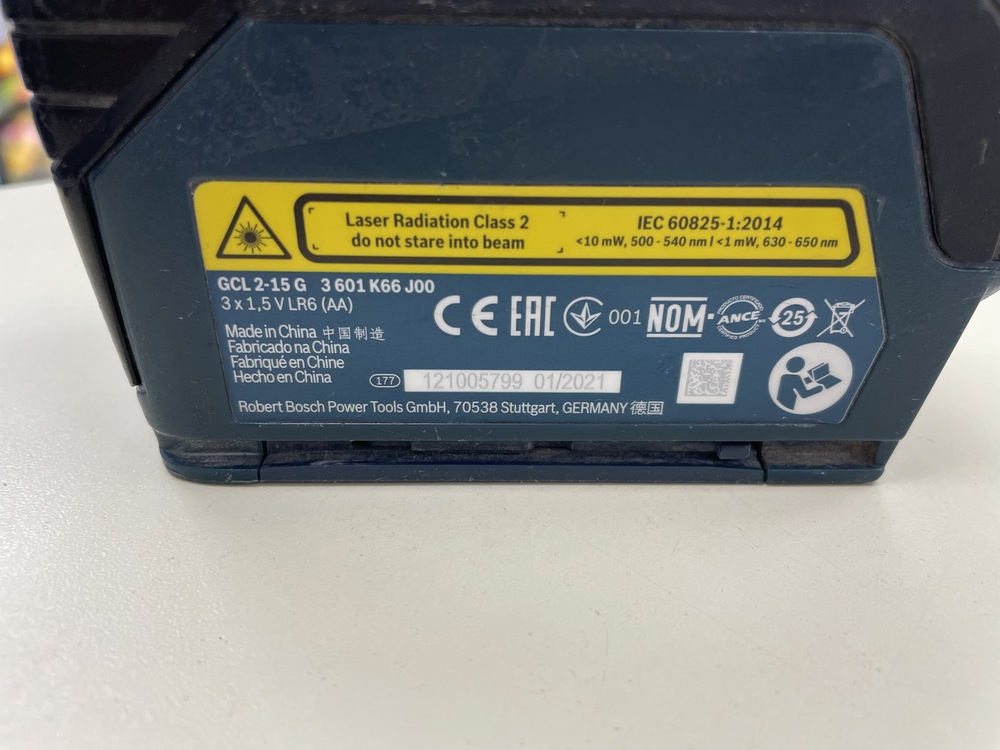 Laser Radiation Class 2
do not stare into beam
IEC 60825-1:2014
<10 mW, 500 - 540 nm I <1 mW, 630 - 650 nm
GCL 2-15 G 3 601 K66 J00
3 x 1,5 V LR6 (AA)
CE EAC 001 NOM ANCE 25
Made in China 中国制造
Fabricado na China
Fabriqué en Chine
Hecho en China
177 121005799 01/2021
Robert Bosch Power Tools GmbH, 70538 Stuttgart, GERMANY 德国